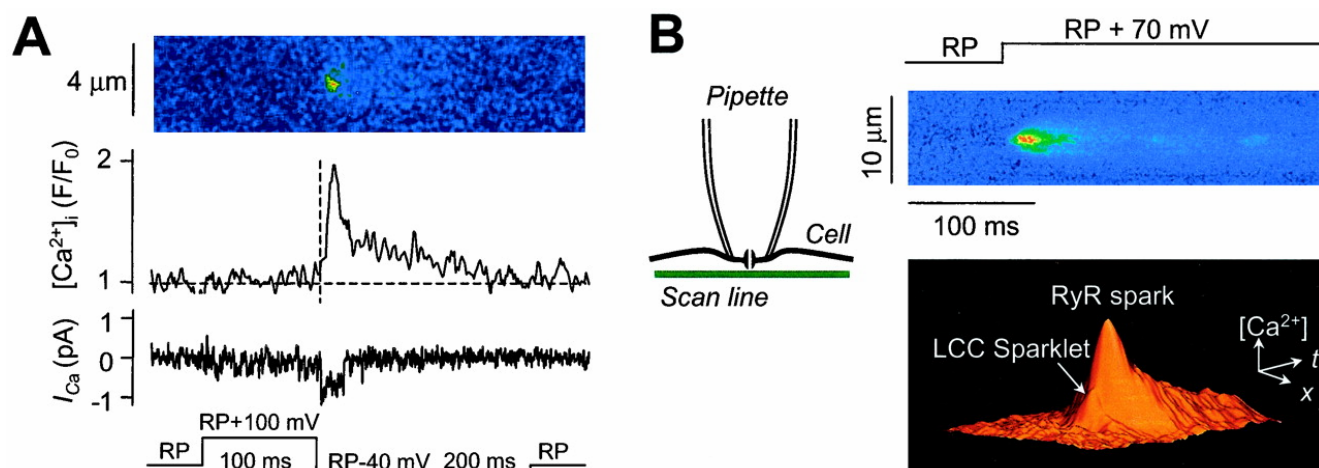 A
4 μm
[Ca²⁺]ᵢ (F/F₀)
2
1
I_Ca (pA)
1
0
-1
RP+100 mV
RP
100 ms
RP-40 mV
200 ms
RP
B
RP
RP + 70 mV
Pipette
Cell
Scan line
10 μm
100 ms
RyR spark
LCC Sparklet
[Ca²⁺]
t
x